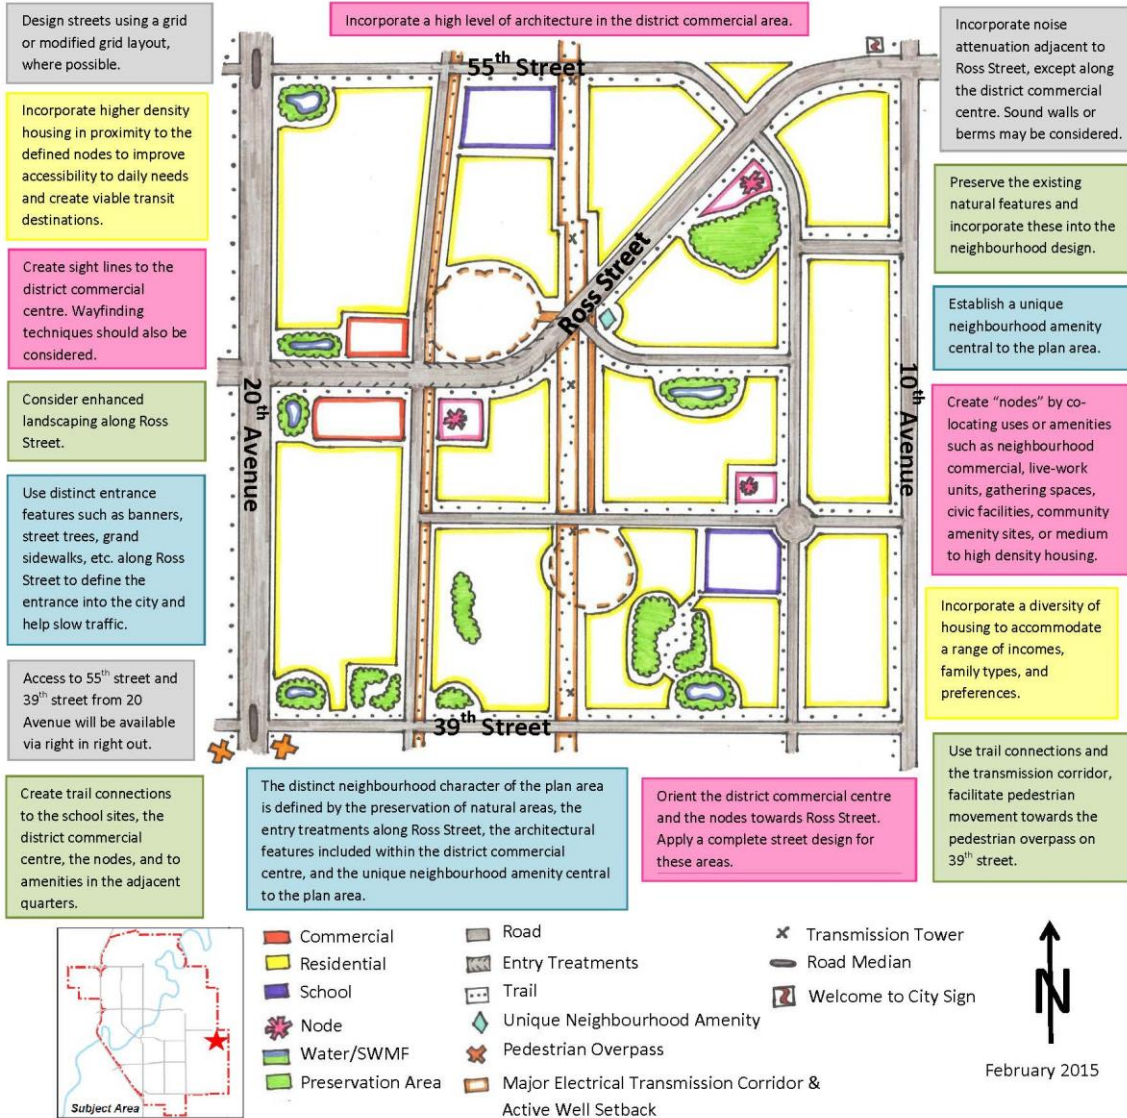 Design streets using a grid
or modified grid layout,
where possible.
Incorporate a high level of architecture in the district commercial area.
Incorporate noise
attenuation adjacent to
Ross Street, except along
the district commercial
centre. Sound walls or
berms may be considered.
Incorporate higher density
housing in proximity to the
defined nodes to improve
accessibility to daily needs
and create viable transit
destinations.
Preserve the existing
natural features and
incorporate these into the
neighbourhood design.
Create sight lines to the
district commercial
centre. Wayfinding
techniques should also be
considered.
Establish a unique
neighbourhood amenity
central to the plan area.
Consider enhanced
landscaping along Ross
Street.
Create “nodes” by co-
locating uses or amenities
such as neighbourhood
commercial, live-work
units, gathering spaces,
civic facilities, community
amenity sites, or medium
to high density housing.
Use distinct entrance
features such as banners,
street trees, grand
sidewalks, etc. along Ross
Street to define the
entrance into the city and
help slow traffic.
Incorporate a diversity of
housing to accommodate
a range of incomes,
family types, and
preferences.
Access to 55th street and
39th street from 20
Avenue will be available
via right in right out.
55th Street
Ross Street
20th Avenue
10th Avenue
39th Street
Create trail connections
to the school sites, the
district commercial
centre, the nodes, and to
amenities in the adjacent
quarters.
The distinct neighbourhood character of the plan area
is defined by the preservation of natural areas, the
entry treatments along Ross Street, the architectural
features included within the district commercial
centre, and the unique neighbourhood amenity central
to the plan area.
Orient the district commercial centre
and the nodes towards Ross Street.
Apply a complete street design for
these areas.
Use trail connections and
the transmission corridor,
facilitate pedestrian
movement towards the
pedestrian overpass on
39th street.
Subject Area
Commercial
Residential
School
Node
Water/SWMF
Preservation Area
Road
Entry Treatments
Trail
Unique Neighbourhood Amenity
Pedestrian Overpass
Major Electrical Transmission Corridor &
Active Well Setback
Transmission Tower
Road Median
Welcome to City Sign
N
February 2015